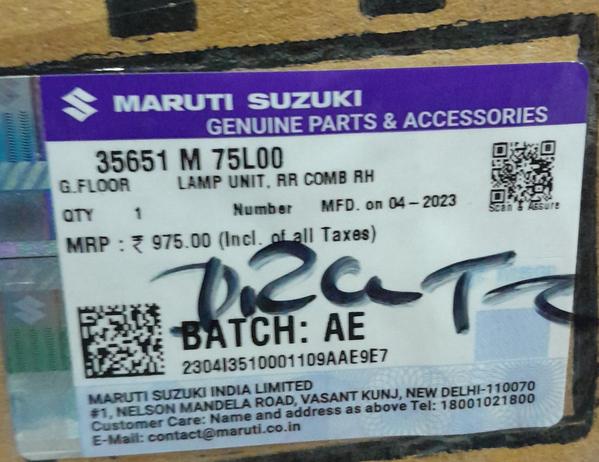 MARUTI SUZUKI
GENUINE PARTS & ACCESSORIES
35651 M 75L00
G.FLOOR LAMP UNIT, RR COMB RH
QTY 1 Number MFD. on 04-2023
Scan & Assure
MRP : ₹ 975.00 (Incl. of all Taxes)
BATCH: AE
2304I3510001109AAE9E7
MARUTI SUZUKI INDIA LIMITED
#1, NELSON MANDELA ROAD, VASANT KUNJ, NEW DELHI-110070
Customer Care: Name and address as above Tel: 18001021800
E-Mail: contact@maruti.co.in